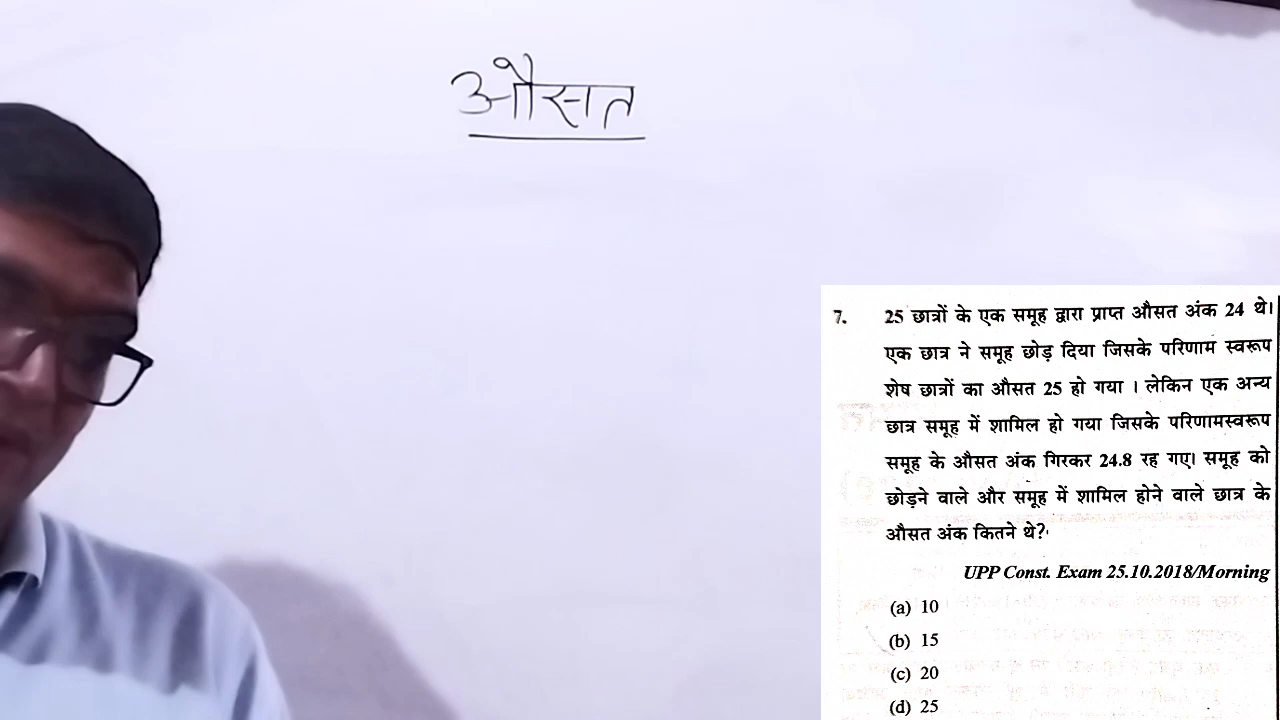 औसत
7. 25 छात्रों के एक समूह द्वारा प्राप्त औसत अंक 24 थे।
एक छात्र ने समूह छोड़ दिया जिसके परिणाम स्वरूप
शेष छात्रों का औसत 25 हो गया । लेकिन एक अन्य
छात्र समूह में शामिल हो गया जिसके परिणामस्वरूप
समूह के औसत अंक गिरकर 24.8 रह गए। समूह को
छोड़ने वाले और समूह में शामिल होने वाले छात्र के
औसत अंक कितने थे?
UPP Const. Exam 25.10.2018/Morning
(a) 10
(b) 15
(c) 20
(d) 25